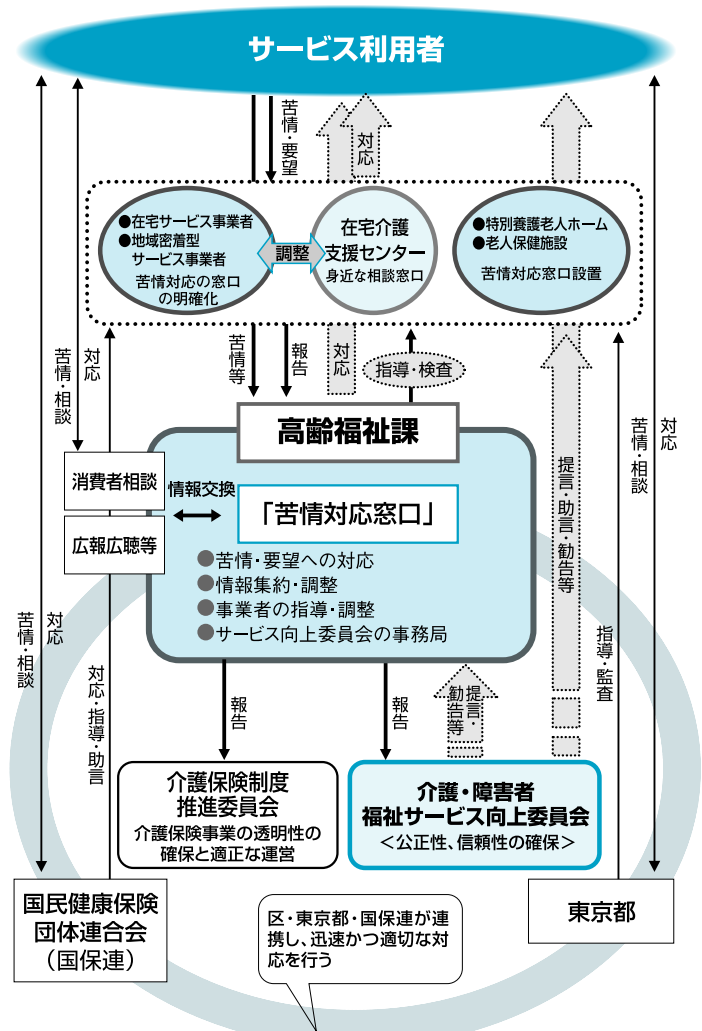 サービス利用者
苦情・要望
対応
●在宅サービス事業者
●地域密着型
サービス事業者
苦情対応の窓口
の明確化
調整
在宅介護
支援センター
身近な相談窓口
●特別養護老人ホーム
●老人保健施設
苦情対応窓口設置
対応
苦情・相談
苦情等
報告
対応
指導・検査
対応
苦情・相談
高齢福祉課
消費者相談
広報広聴等
情報交換
「苦情対応窓口」
●苦情・要望への対応
●情報集約・調整
●事業者の指導・調整
●サービス向上委員会の事務局
提言・助言・勧告等
対応
苦情・相談
対応・指導・助言
指導・監査
報告
報告
提言・
勧告等
介護保険制度
推進委員会
介護保険事業の透明性の
確保と適正な運営
介護・障害者
福祉サービス向上委員会
＜公正性、信頼性の確保＞
国民健康保険
団体連合会
（国保連）
東京都
区・東京都・国保連が連
携し、迅速かつ適切な対
応を行う